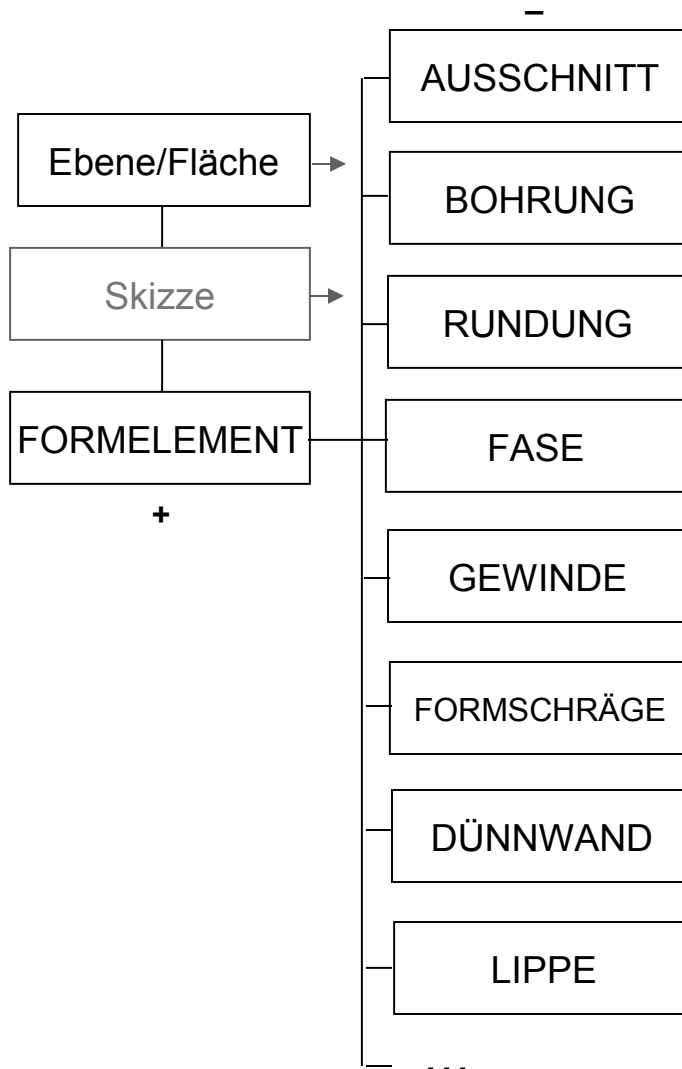 Ebene/Fläche
Skizze
FORMELEMENT
+
–
AUSSCHNITT
BOHRUNG
RUNDUNG
FASE
GEWINDE
FORMSCHRÄGE
DÜNNWAND
LIPPE
...